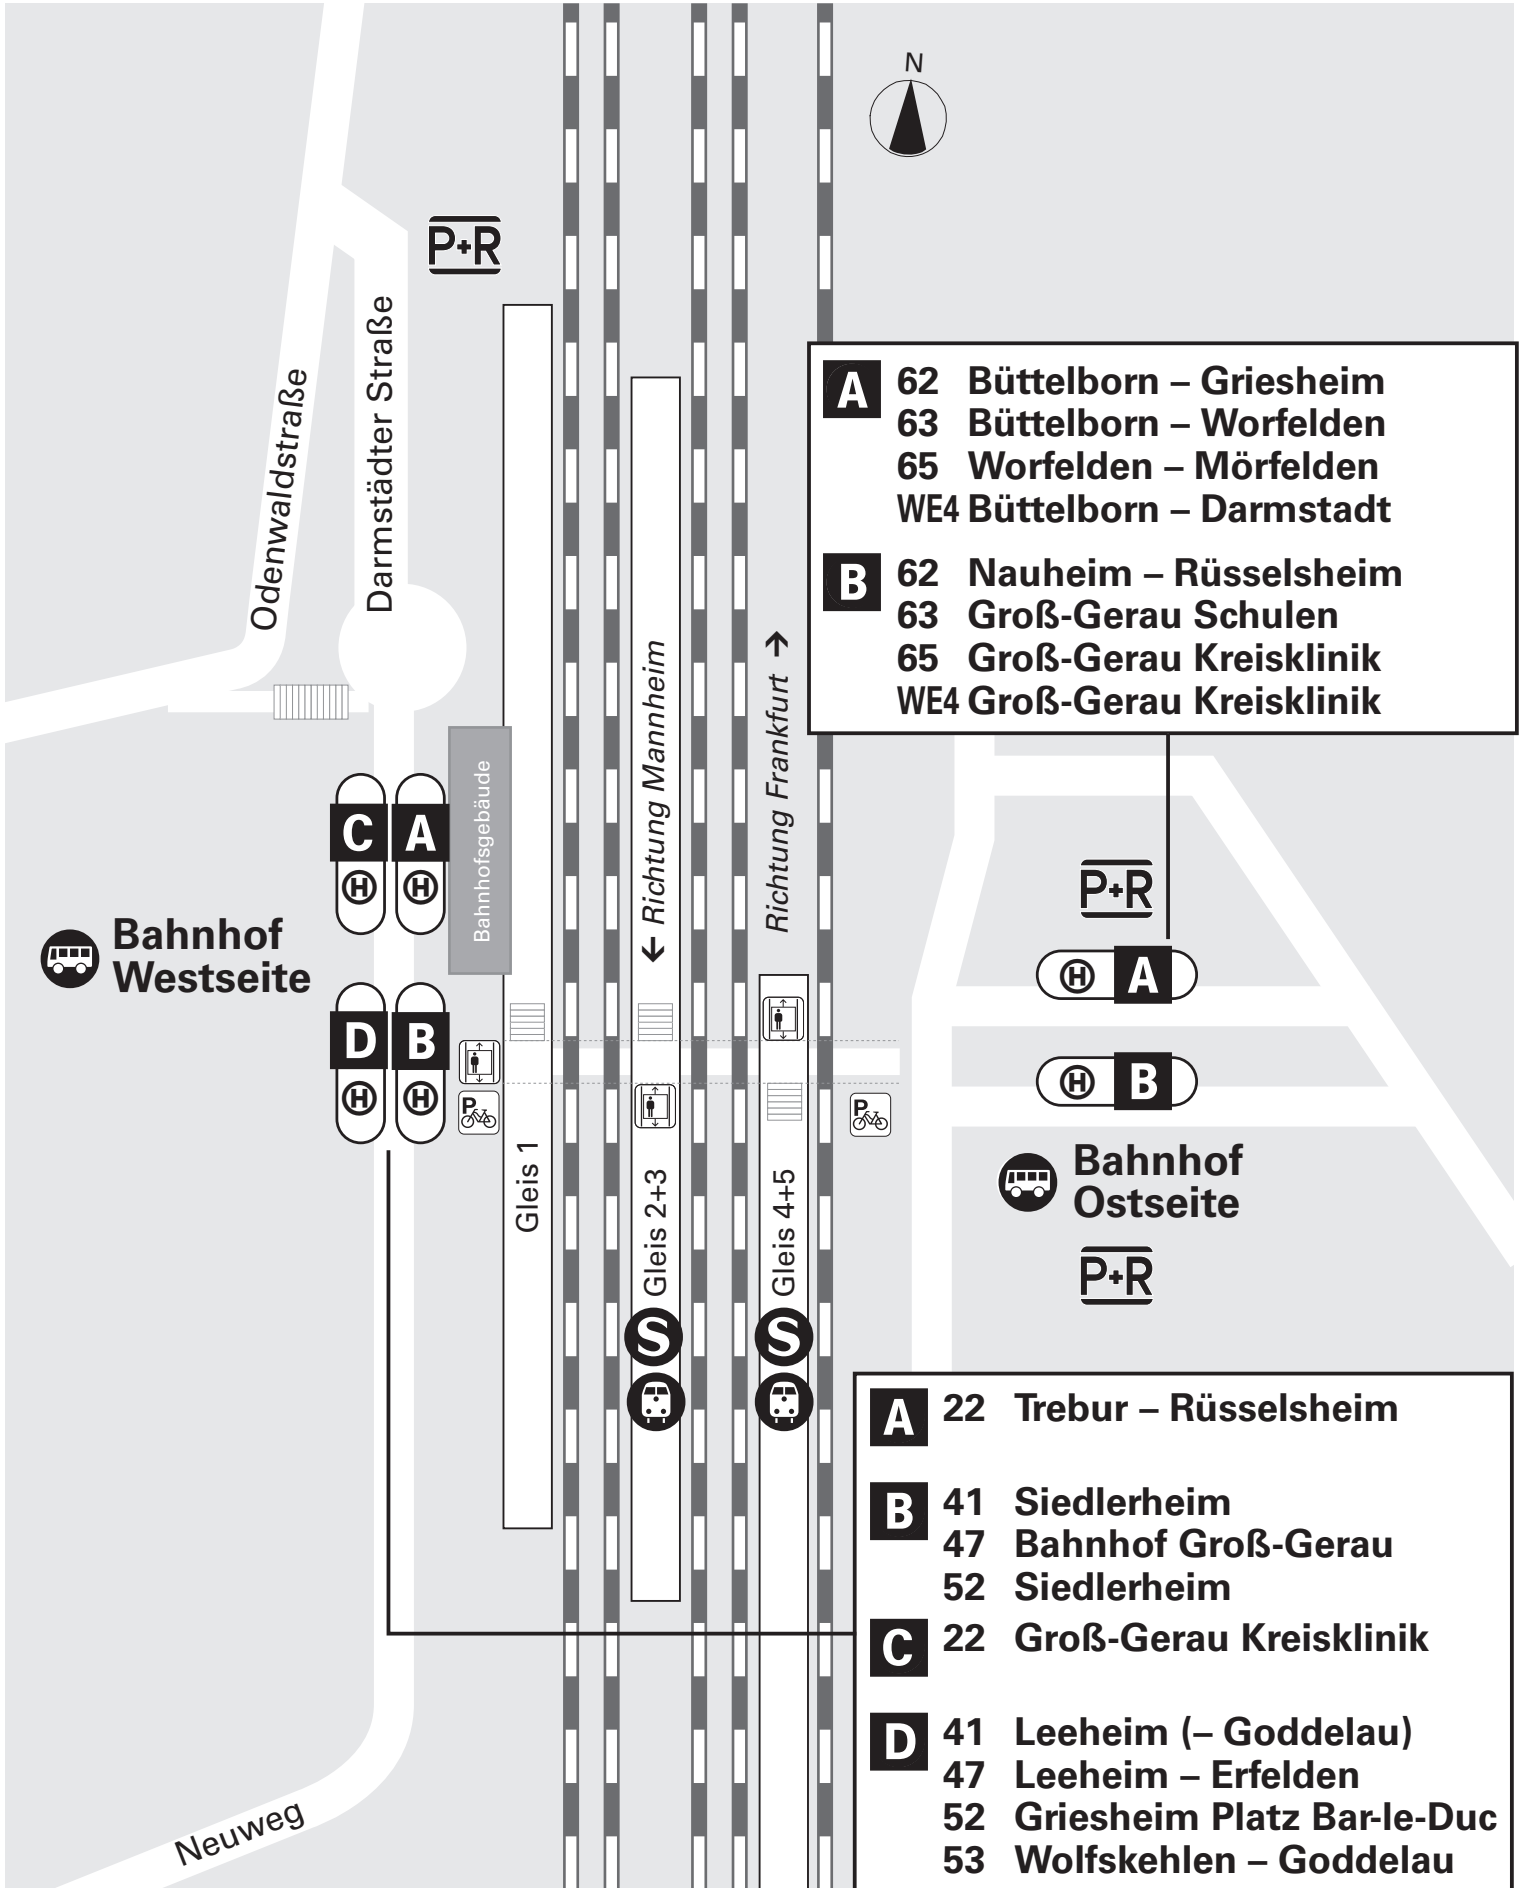 N
P+R
Odenwaldstraße
Darmstädter Straße
A 62 Büttelborn – Griesheim
63 Büttelborn – Worfelden
65 Worfelden – Mörfelden
WE4 Büttelborn – Darmstadt
B 62 Nauheim – Rüsselsheim
63 Groß-Gerau Schulen
65 Groß-Gerau Kreisklinik
WE4 Groß-Gerau Kreisklinik
← Richtung Mannheim
Richtung Frankfurt →
Bahnhofsgebäude
C
H
A
H
Bahnhof
Westseite
D
H
B
H
P
P+R
H A
H B
P
Bahnhof
Ostseite
P+R
Gleis 1
Gleis 2+3
S
Gleis 4+5
S
A 22 Trebur – Rüsselsheim
B 41 Siedlerheim
47 Bahnhof Groß-Gerau
52 Siedlerheim
C 22 Groß-Gerau Kreisklinik
D 41 Leeheim (– Goddelau)
47 Leeheim – Erfelden
52 Griesheim Platz Bar-le-Duc
53 Wolfskehlen – Goddelau
Neuweg